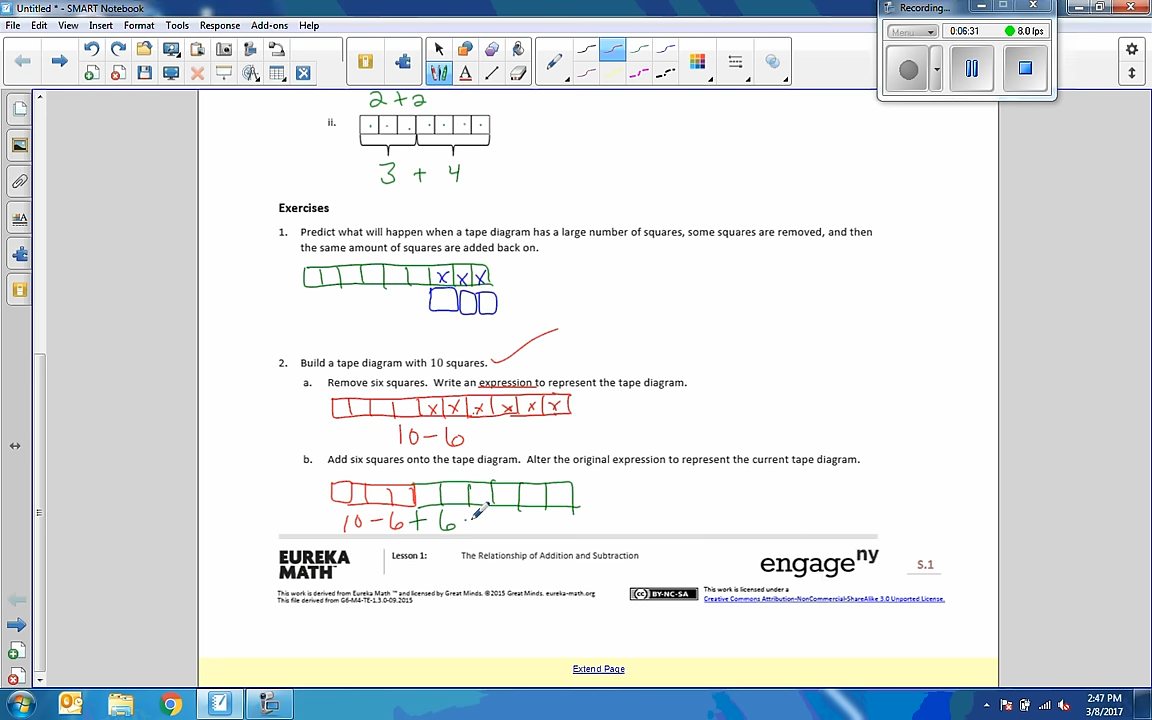 Untitled * - SMART Notebook
Recording...
File Edit View Insert Format Tools Response Add-ons Help
Menu 00:06:31 8.0 fps
2 + 2
ii.
3 + 4
Exercises
1. Predict what will happen when a tape diagram has a large number of squares, some squares are removed, and then
the same amount of squares are added back on.
x x x
2. Build a tape diagram with 10 squares.
a. Remove six squares. Write an expression to represent the tape diagram.
x x x x x x
10 - 6
b. Add six squares onto the tape diagram. Alter the original expression to represent the current tape diagram.
10 - 6 + 6
EUREKA MATH™ Lesson 1: The Relationship of Addition and Subtraction engageny S.1
This work is derived from Eureka Math ™ and licensed by Great Minds. ©2015 Great Minds. eureka-math.org
This file derived from G6-M4-TE-1.3.0-09.2015
(cc) BY-NC-SA
This work is licensed under a
Creative Commons Attribution-NonCommercial-ShareAlike 3.0 Unported License.
Extend Page
2:47 PM
3/8/2017